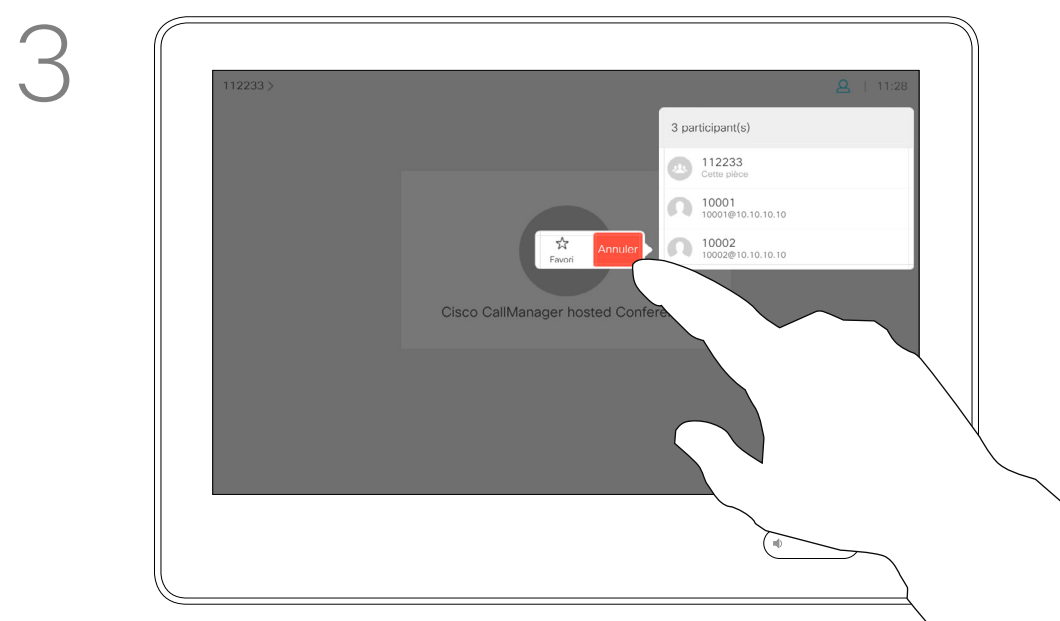 3
112233 >
11:28
3 participant(s)
112233
Cette pièce
10001
10001@10.10.10.10
10002
10002@10.10.10.10
Favori
Annuler
Cisco CallManager hosted